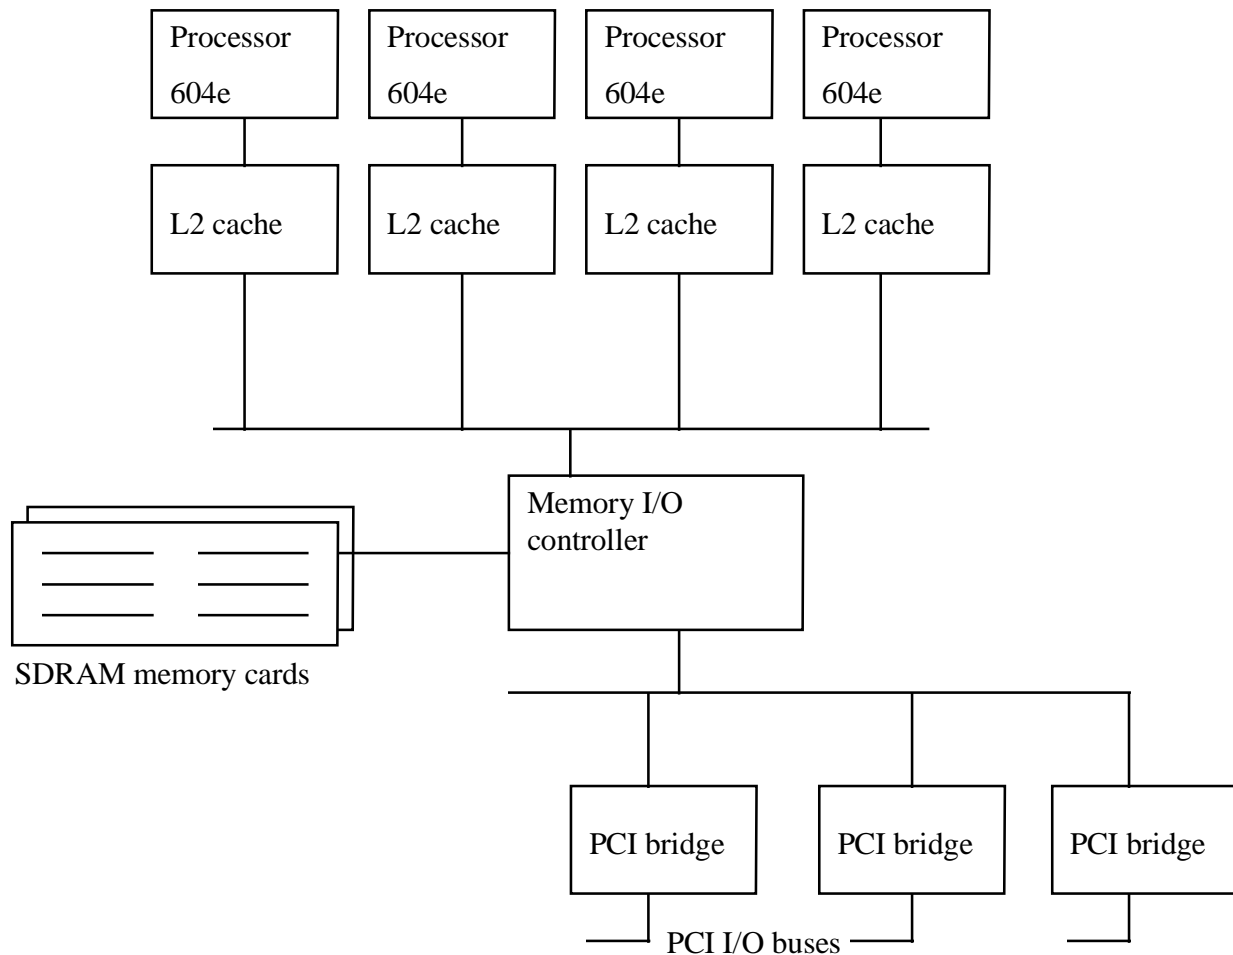 Processor
604e
Processor
604e
Processor
604e
Processor
604e
L2 cache
L2 cache
L2 cache
L2 cache
Memory I/O
controller
SDRAM memory cards
PCI bridge
PCI bridge
PCI bridge
PCI I/O buses